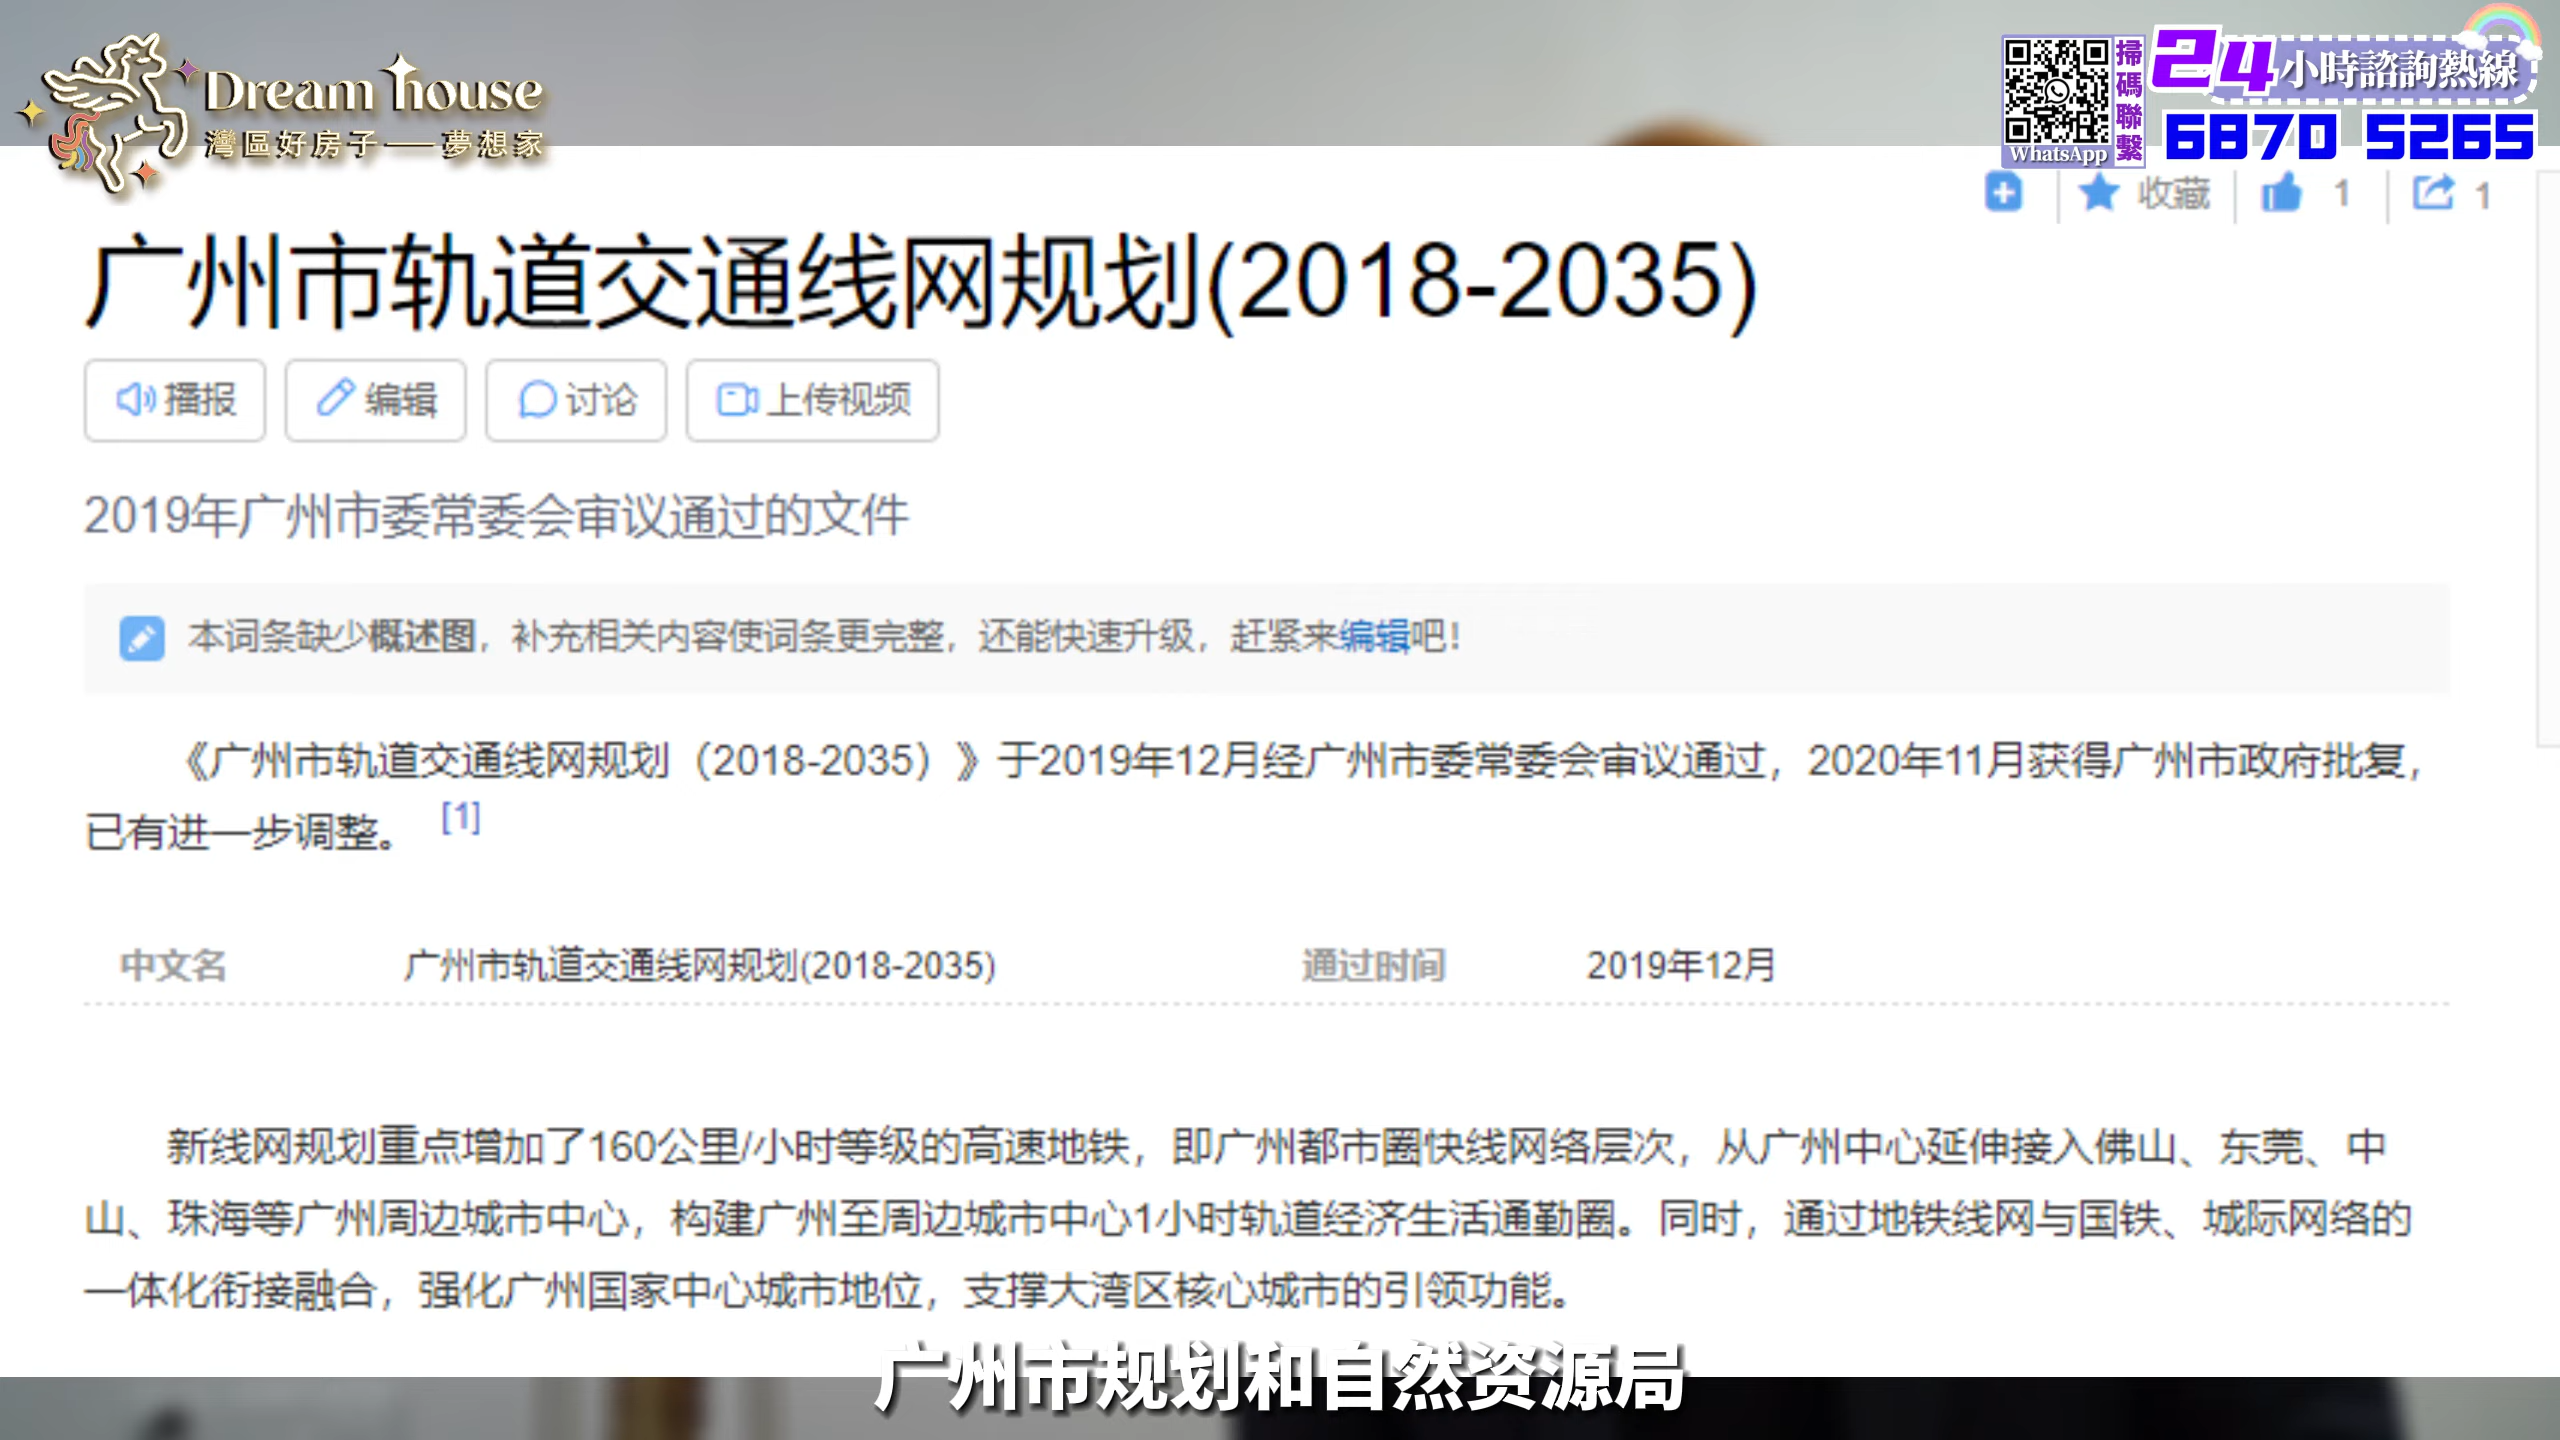 Dream house
灣區好房子——夢想家
WhatsApp
掃碼聯繫
24小時諮詢熱線
6870 5265
收藏
1
1
广州市轨道交通线网规划(2018-2035)
播报
编辑
讨论
上传视频
2019年广州市委常委会审议通过的文件
本词条缺少概述图，补充相关内容使词条更完整，还能快速升级，赶紧来编辑吧！
《广州市轨道交通线网规划（2018-2035）》于2019年12月经广州市委常委会审议通过，2020年11月获得广州市政府批复，
已有进一步调整。 [1]
中文名 广州市轨道交通线网规划(2018-2035) 通过时间 2019年12月
新线网规划重点增加了160公里/小时等级的高速地铁，即广州都市圈快线网络层次，从广州中心延伸接入佛山、东莞、中
山、珠海等广州周边城市中心，构建广州至周边城市中心1小时轨道经济生活通勤圈。同时，通过地铁线网与国铁、城际网络的
一体化衔接融合，强化广州国家中心城市地位，支撑大湾区核心城市的引领功能。
广州市规划和自然资源局